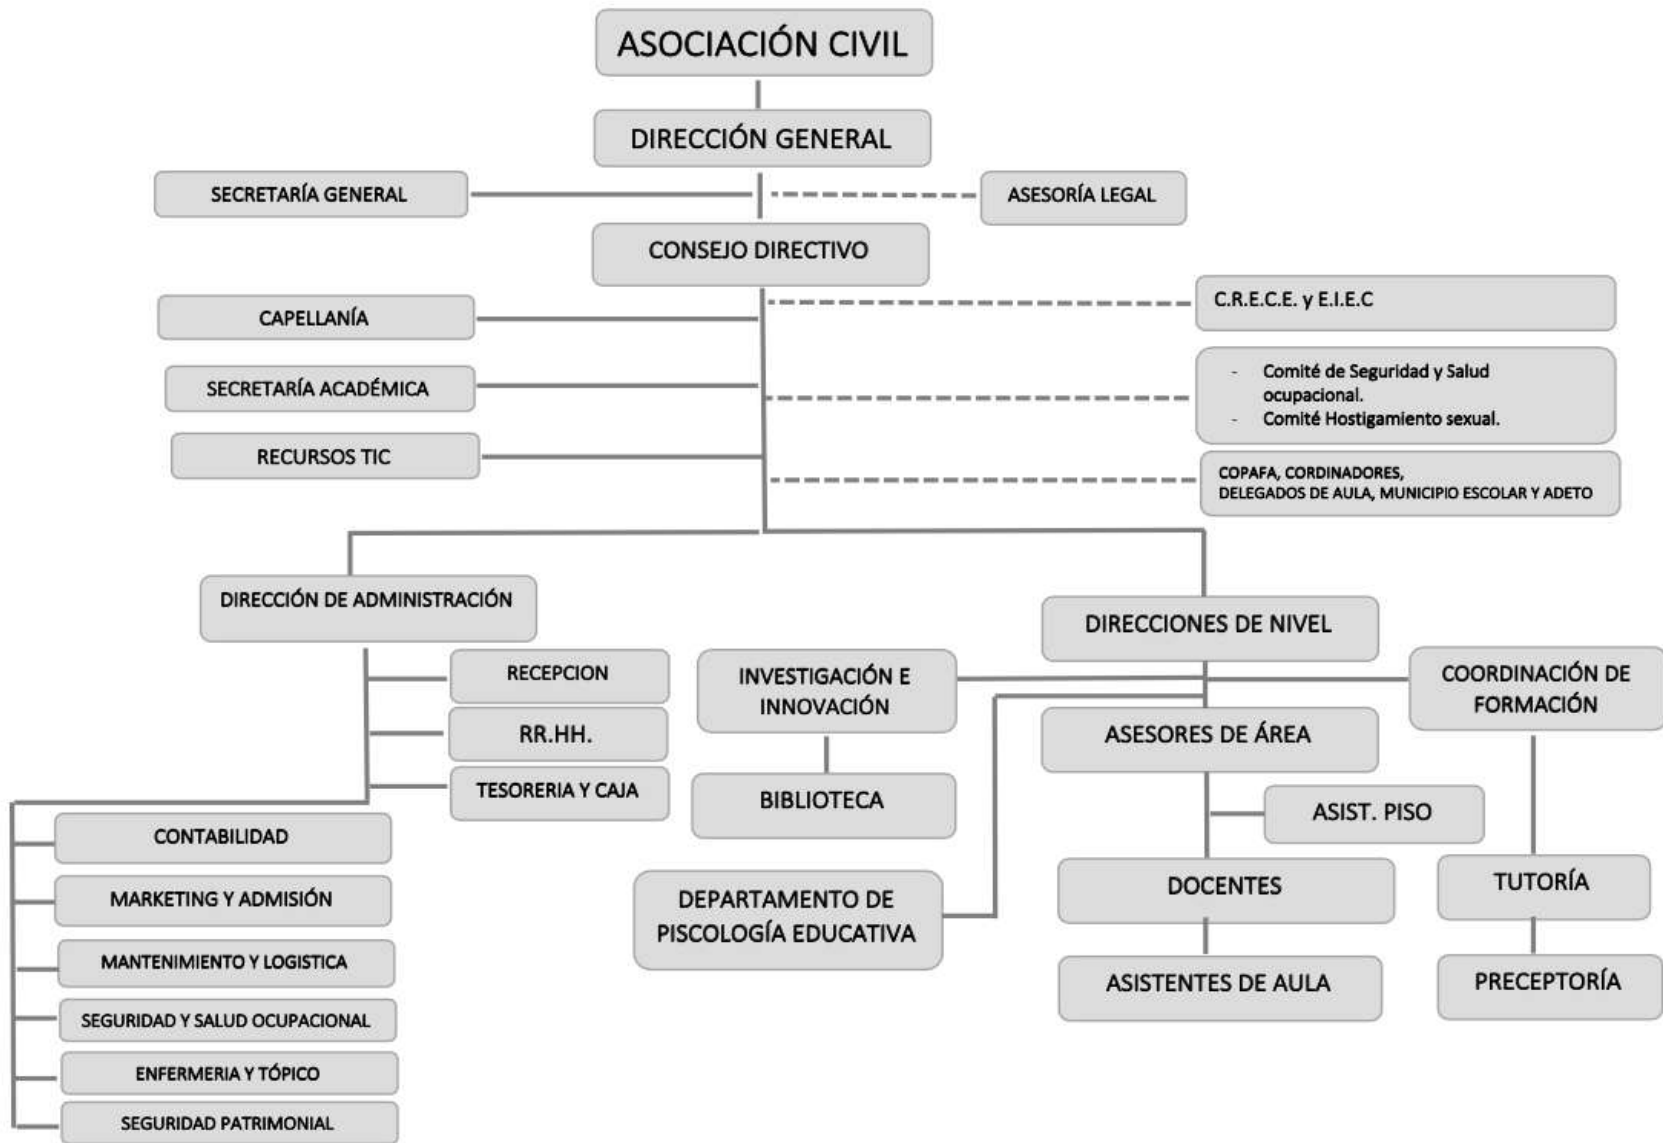 ASOCIACIÓN CIVIL
DIRECCIÓN GENERAL
SECRETARÍA GENERAL
ASESORÍA LEGAL
CONSEJO DIRECTIVO
C.R.E.C.E. y E.I.E.C
CAPELLANÍA
- Comité de Seguridad y Salud
ocupacional.
- Comité Hostigamiento sexual.
SECRETARÍA ACADÉMICA
RECURSOS TIC
COPAFA, CORDINADORES,
DELEGADOS DE AULA, MUNICIPIO ESCOLAR Y ADETO
DIRECCIÓN DE ADMINISTRACIÓN
DIRECCIONES DE NIVEL
RECEPCION
RR.HH.
TESORERIA Y CAJA
INVESTIGACIÓN E
INNOVACIÓN
COORDINACIÓN DE
FORMACIÓN
ASESORES DE ÁREA
BIBLIOTECA
ASIST. PISO
CONTABILIDAD
MARKETING Y ADMISIÓN
MANTENIMIENTO Y LOGISTICA
SEGURIDAD Y SALUD OCUPACIONAL
ENFERMERIA Y TÓPICO
SEGURIDAD PATRIMONIAL
DEPARTAMENTO DE
PISCOLOGÍA EDUCATIVA
DOCENTES
TUTORÍA
ASISTENTES DE AULA
PRECEPTORÍA